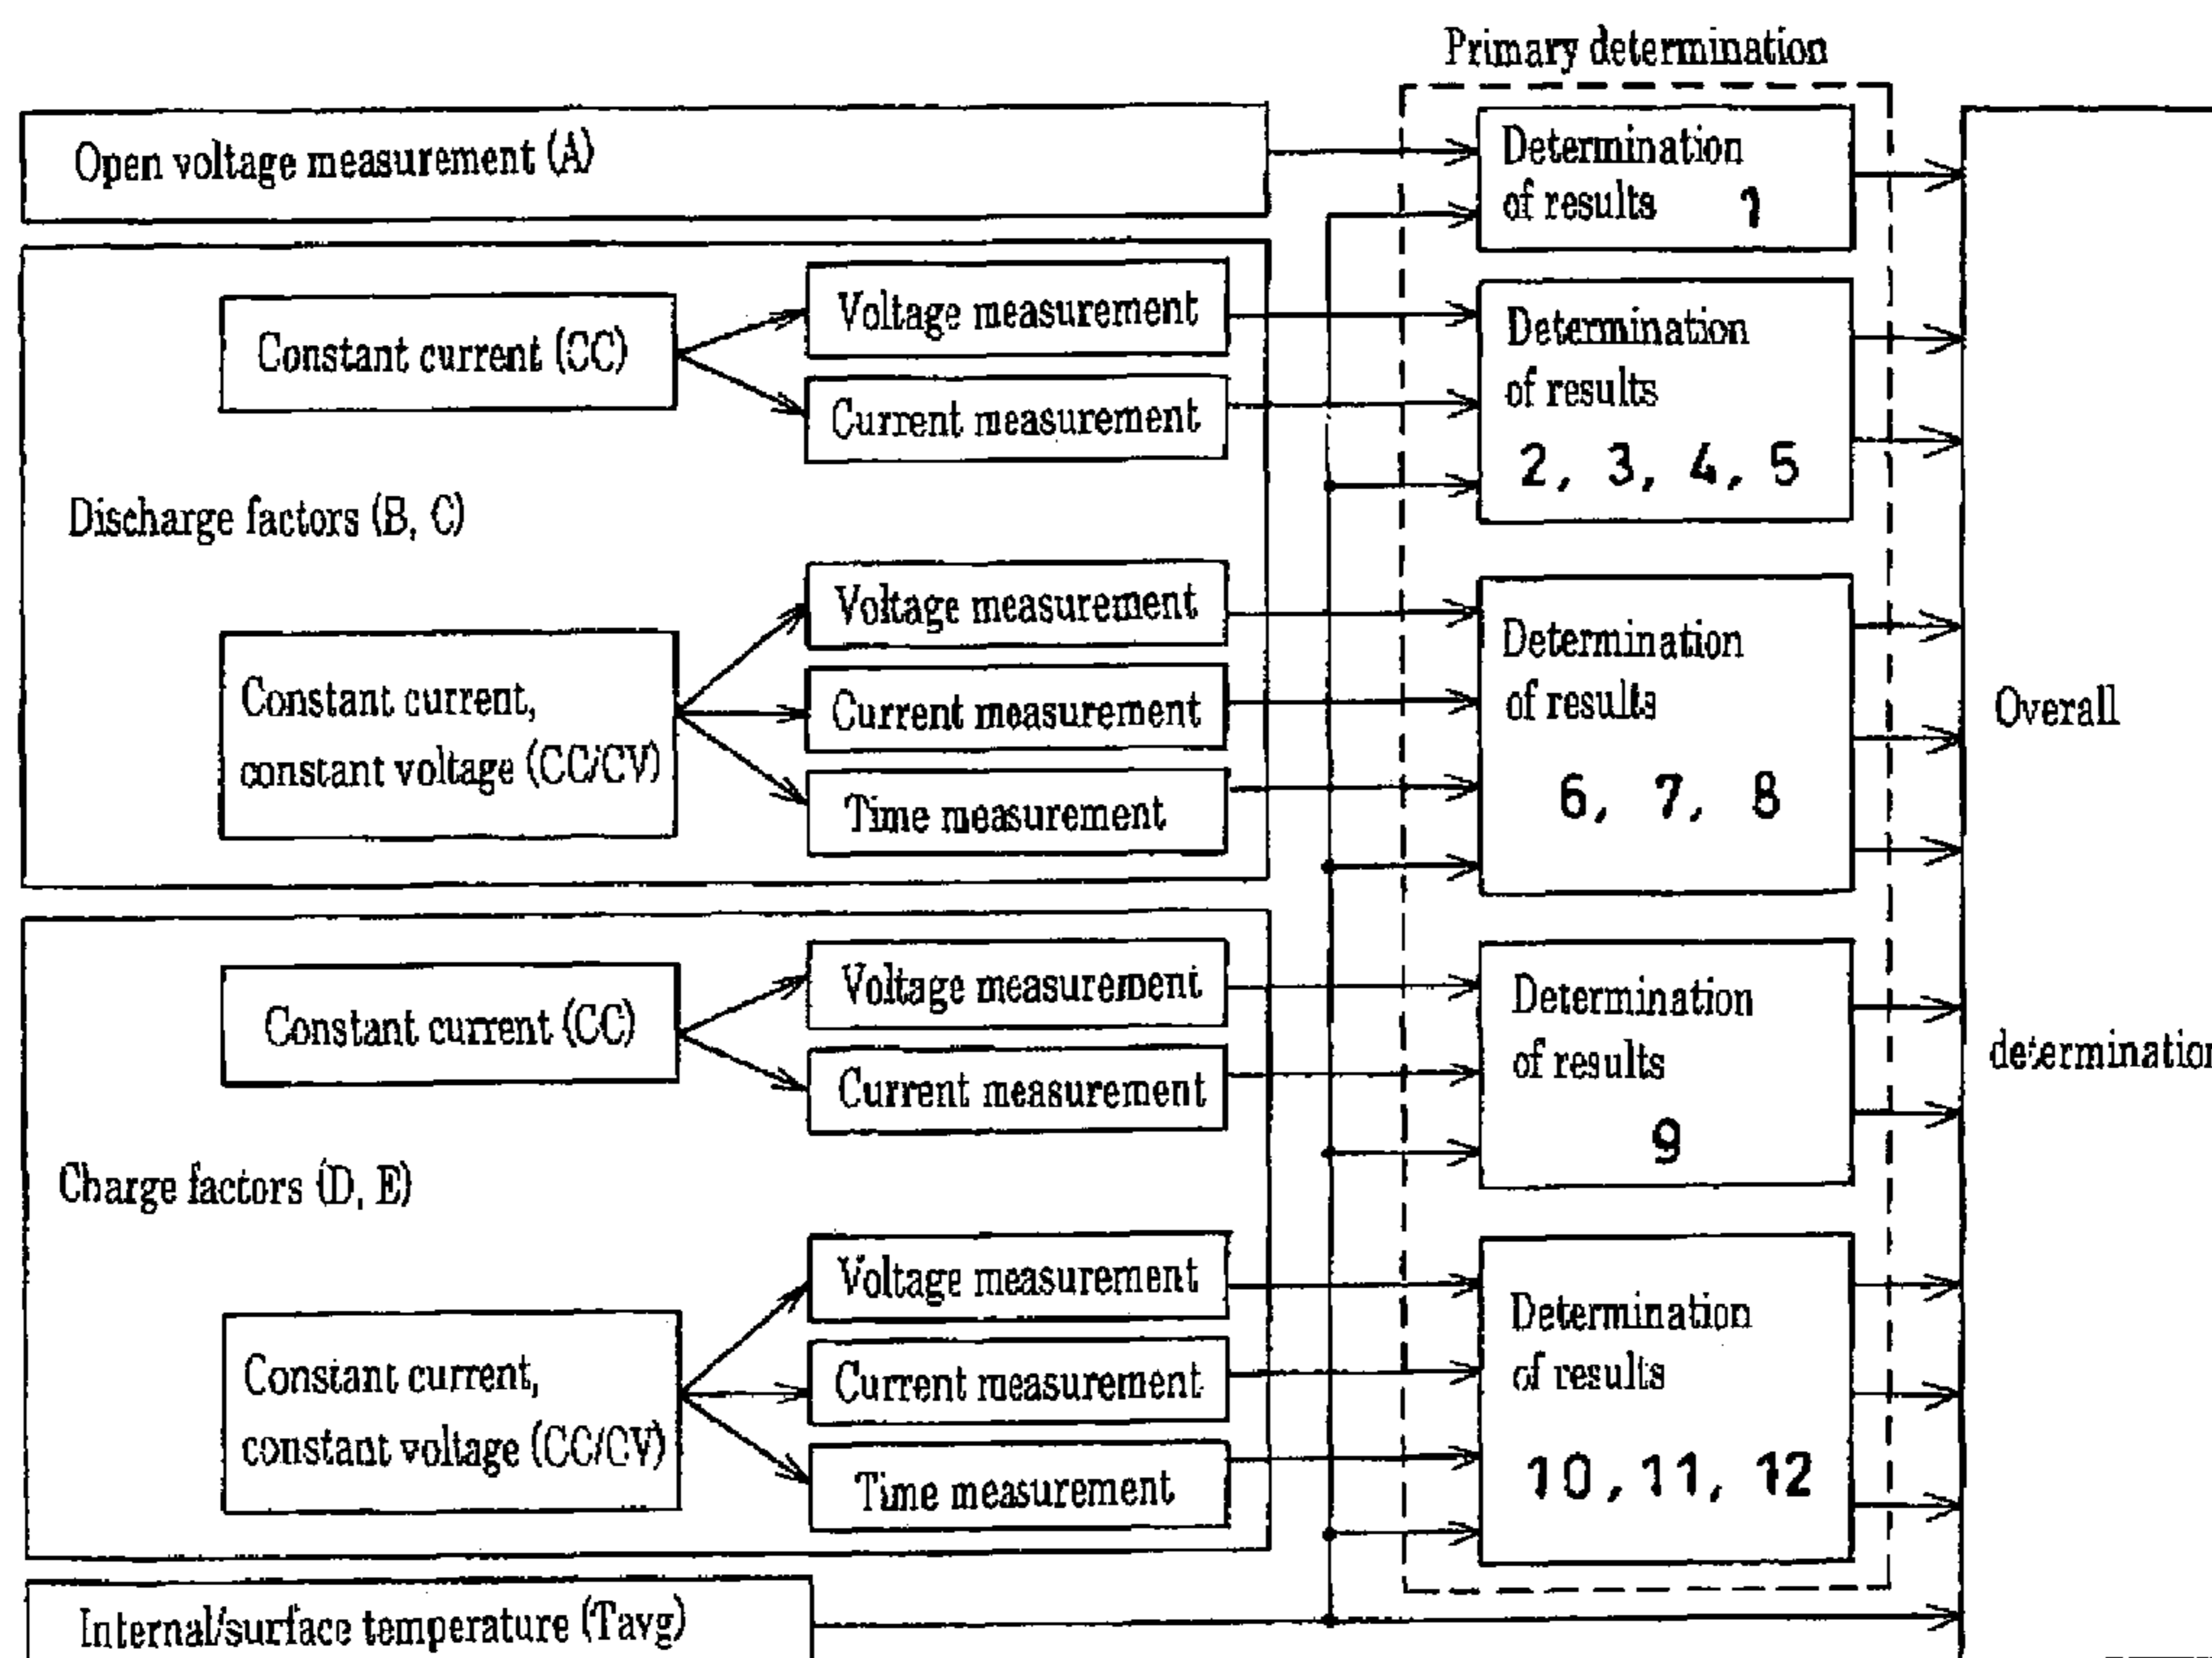 Primary determination
Open voltage measurement (A)
Determination
of results 1
Constant current (CC)
Voltage measurement
Current measurement
Determination
of results
2, 3, 4, 5
Discharge factors (B, C)
Constant current,
constant voltage (CC/CV)
Voltage measurement
Current measurement
Time measurement
Determination
of results
6, 7, 8
Overall
determination
Constant current (CC)
Voltage measurement
Current measurement
Determination
of results
9
Charge factors (D, E)
Constant current,
constant voltage (CC/CV)
Voltage measurement
Current measurement
Time measurement
Determination
of results
10, 11, 12
Internal/surface temperature (Tavg)